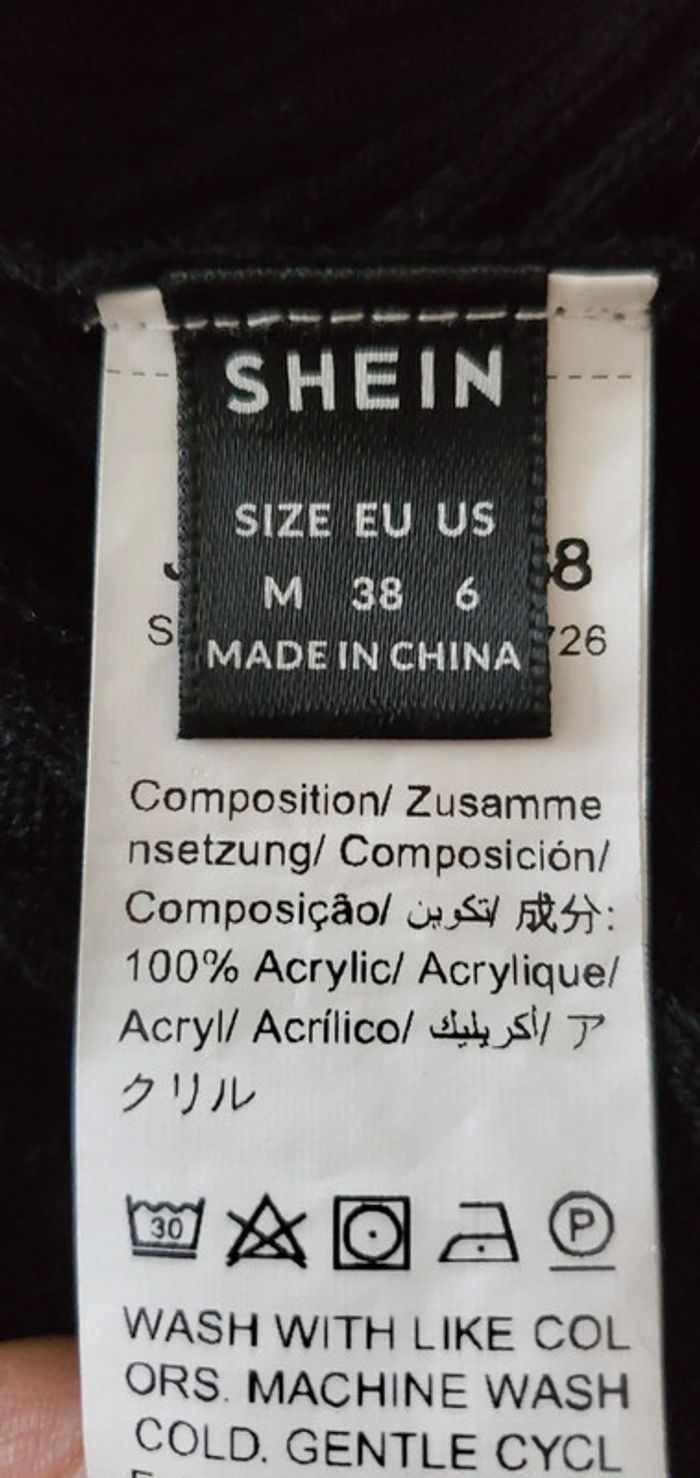 SHEIN
SIZE EU US
M 38 6
MADE IN CHINA
8
S 726
Composition/ Zusamme
nsetzung/ Composición/
Composição/ تكوين/ 成分:
100% Acrylic/ Acrylique/
Acryl/ Acrílico/ أكريليك/ ア
クリル
30
P
WASH WITH LIKE COL
ORS. MACHINE WASH
COLD. GENTLE CYCL